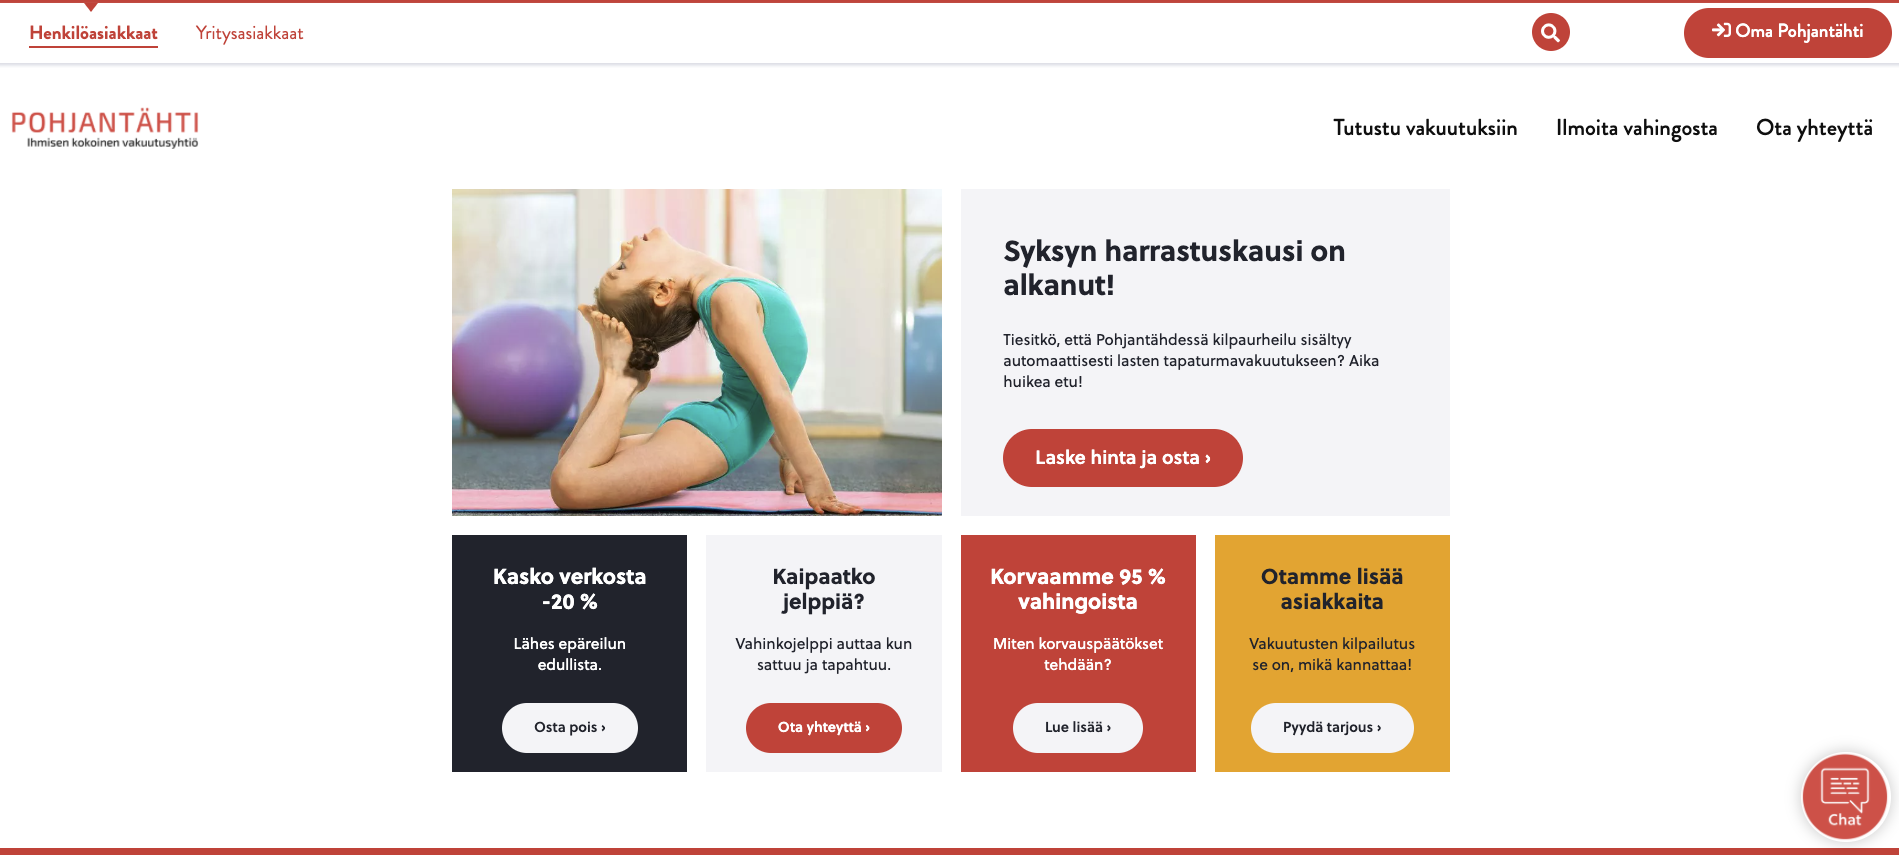 Henkilöasiakkaat
Yritysasiakkaat
Oma Pohjantähti
POHJANTÄHTI
Ihmisen kokoinen vakuutusyhtiö
Tutustu vakuutuksiin
Ilmoita vahingosta
Ota yhteyttä
Syksyn harrastuskausi on
alkanut!
Tiesitkö, että Pohjantähdessä kilpaurheilu sisältyy
automaattisesti lasten tapaturmavakuutukseen? Aika
huikea etu!
Laske hinta ja osta ›
Kasko verkosta
-20 %
Lähes epäreilun
edullista.
Osta pois ›
Kaipaatko
jelppiä?
Vahinkojelppi auttaa kun
sattuu ja tapahtuu.
Ota yhteyttä ›
Korvaamme 95 %
vahingoista
Miten korvauspäätökset
tehdään?
Lue lisää ›
Otamme lisää
asiakkaita
Vakuutusten kilpailutus
se on, mikä kannattaa!
Pyydä tarjous ›
Chat